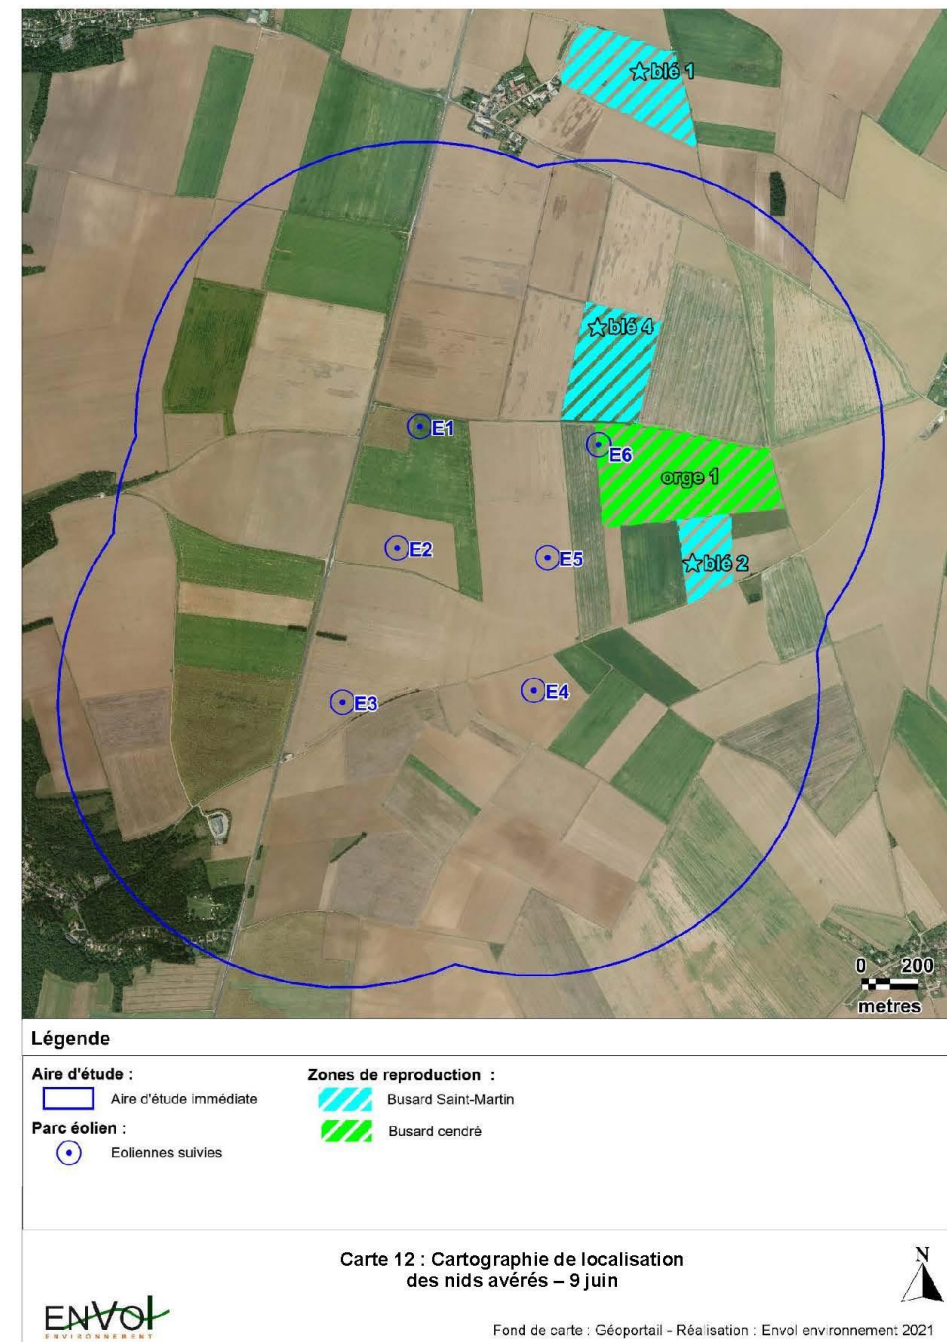 blé 1
blé 4
E1
E6
orge 1
E2
E5
blé 2
E3
E4
0 200
metres
Légende
Aire d'étude :
Aire d'étude immédiate
Parc éolien :
Eoliennes suivies
Zones de reproduction :
Busard Saint-Martin
Busard cendré
Carte 12 : Cartographie de localisation
des nids avérés – 9 juin
N
ENVOl
ENVIRONNEMENT
Fond de carte : Géoportail - Réalisation : Envol environnement 2021